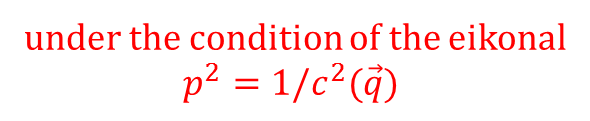 under the condition of the eikonal
p² = 1/c²(q⃗)